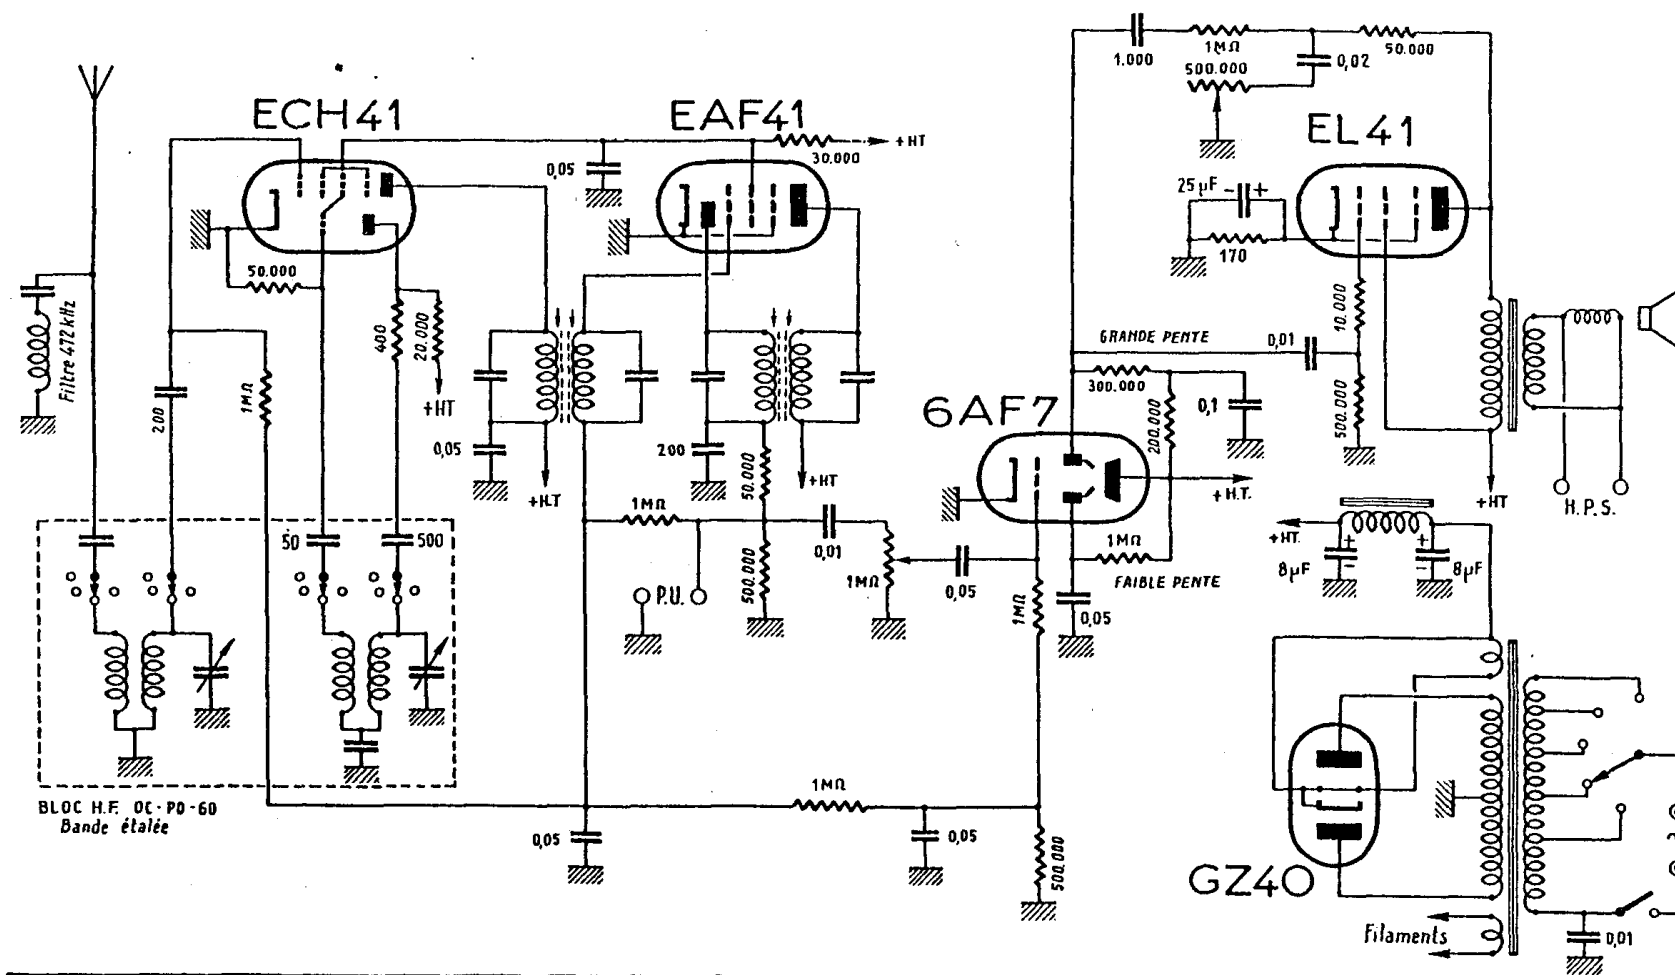 1.000
1MΩ
50.000
500.000
0,02
ECH41
EAF41
EL41
+HT
30.000
0,05
25µF
-
+
170
50.000
Filtre 472 kHz
400
20.000
10.000
GRANDE PENTE
0,01
200
1MΩ
+HT
300.000
6AF7
0,1
200.000
500.000
0,05
200
+H.T
50.000
+HT
+H.T.
+HT
H.P.S.
1MΩ
50
500
0,01
1MΩ
+HT.
+
+
8µF
-
-
8µF
1MΩ
0,05
FAIBLE PENTE
P.U.
500.000
1MΩ
0,05
1MΩ
BLOC H.F. OC-PO-GO
Bande étalée
0,05
0,05
500.000
GZ40
Filaments
0,01